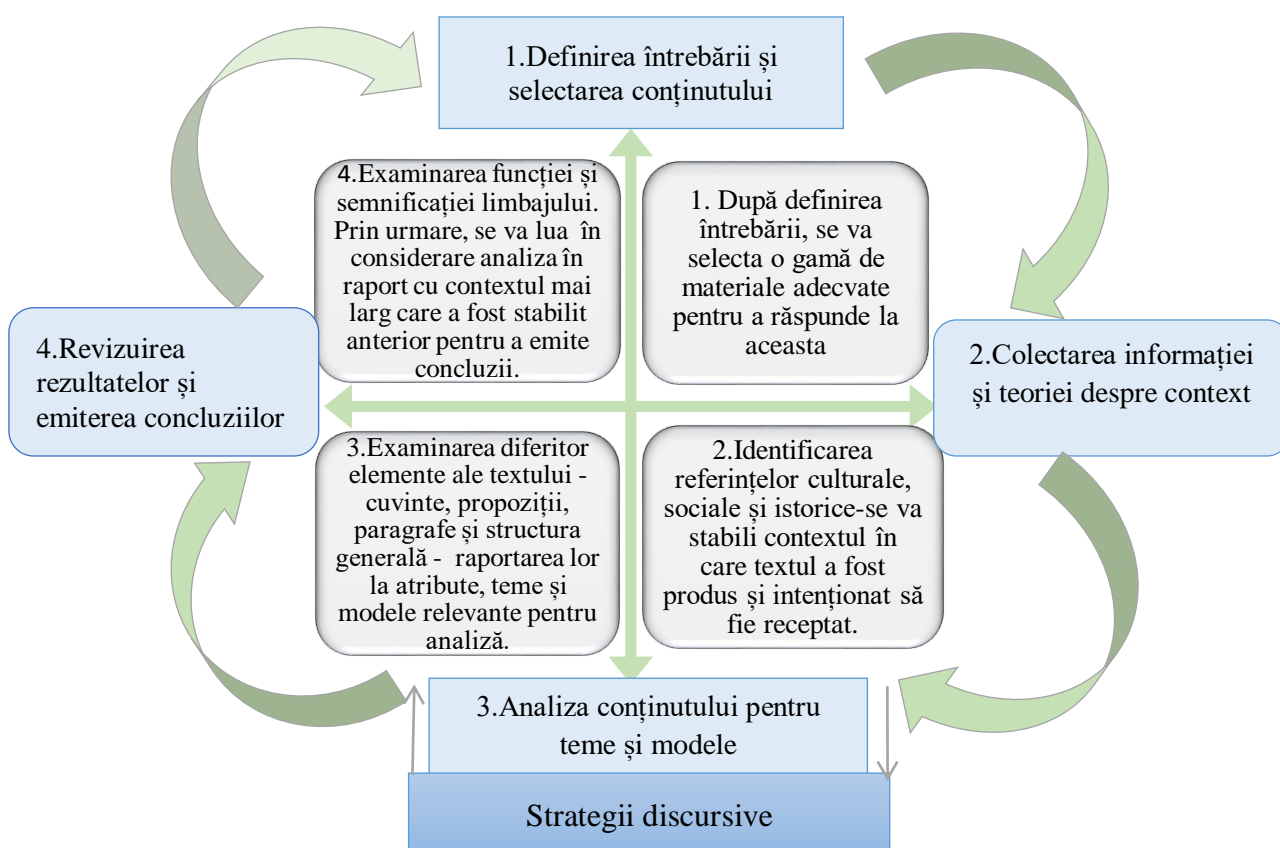 1.Definirea întrebării și
selectarea conținutului
4.Examinarea funcției și
semnificației limbajului.
Prin urmare, se va lua în
considerare analiza în
raport cu contextul mai
larg care a fost stabilit
anterior pentru a emite
concluzii.
1. După definirea
întrebării, se va
selecta o gamă de
materiale adecvate
pentru a răspunde la
aceasta
4.Revizuirea
rezultatelor și
emiterea concluziilor
2.Colectarea informației
și teoriei despre context
3.Examinarea diferitor
elemente ale textului -
cuvinte, propoziții,
paragrafe și structura
generală - raportarea lor
la atribute, teme și
modele relevante pentru
analiză.
2.Identificarea
referințelor culturale,
sociale și istorice-se va
stabili contextul în
care textul a fost
produs și intenționat să
fie receptat.
3.Analiza conținutului pentru
teme și modele
Strategii discursive